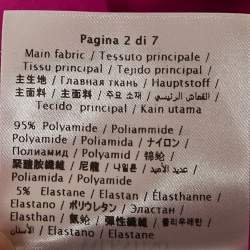 Pagina 2 di 7
Main fabric / Tessuto principale /
Tissu principal / Tejido principal /
主生地 / Главная ткань / Hauptstoff /
主面料 / 主面料 / 주요 소재 / القماش الرئيسي /
Tecido principal / Kain utama
95% Polyamide / Poliammide /
Polyamide / Poliamida / ナイロン /
Полиамид / Polyamid / 锦纶 /
聚醯胺纖維 / 尼龍 / 나일론 / عديد الأميد /
Poliamida / Polyamida
5% Elastane / Elastan / Élasthanne /
Elastano / ポリウレタン / Эластан /
Elasthan / 氨纶 / 彈性纖維 / 폴리우레탄 /
الأستان / Elastano / Elastane